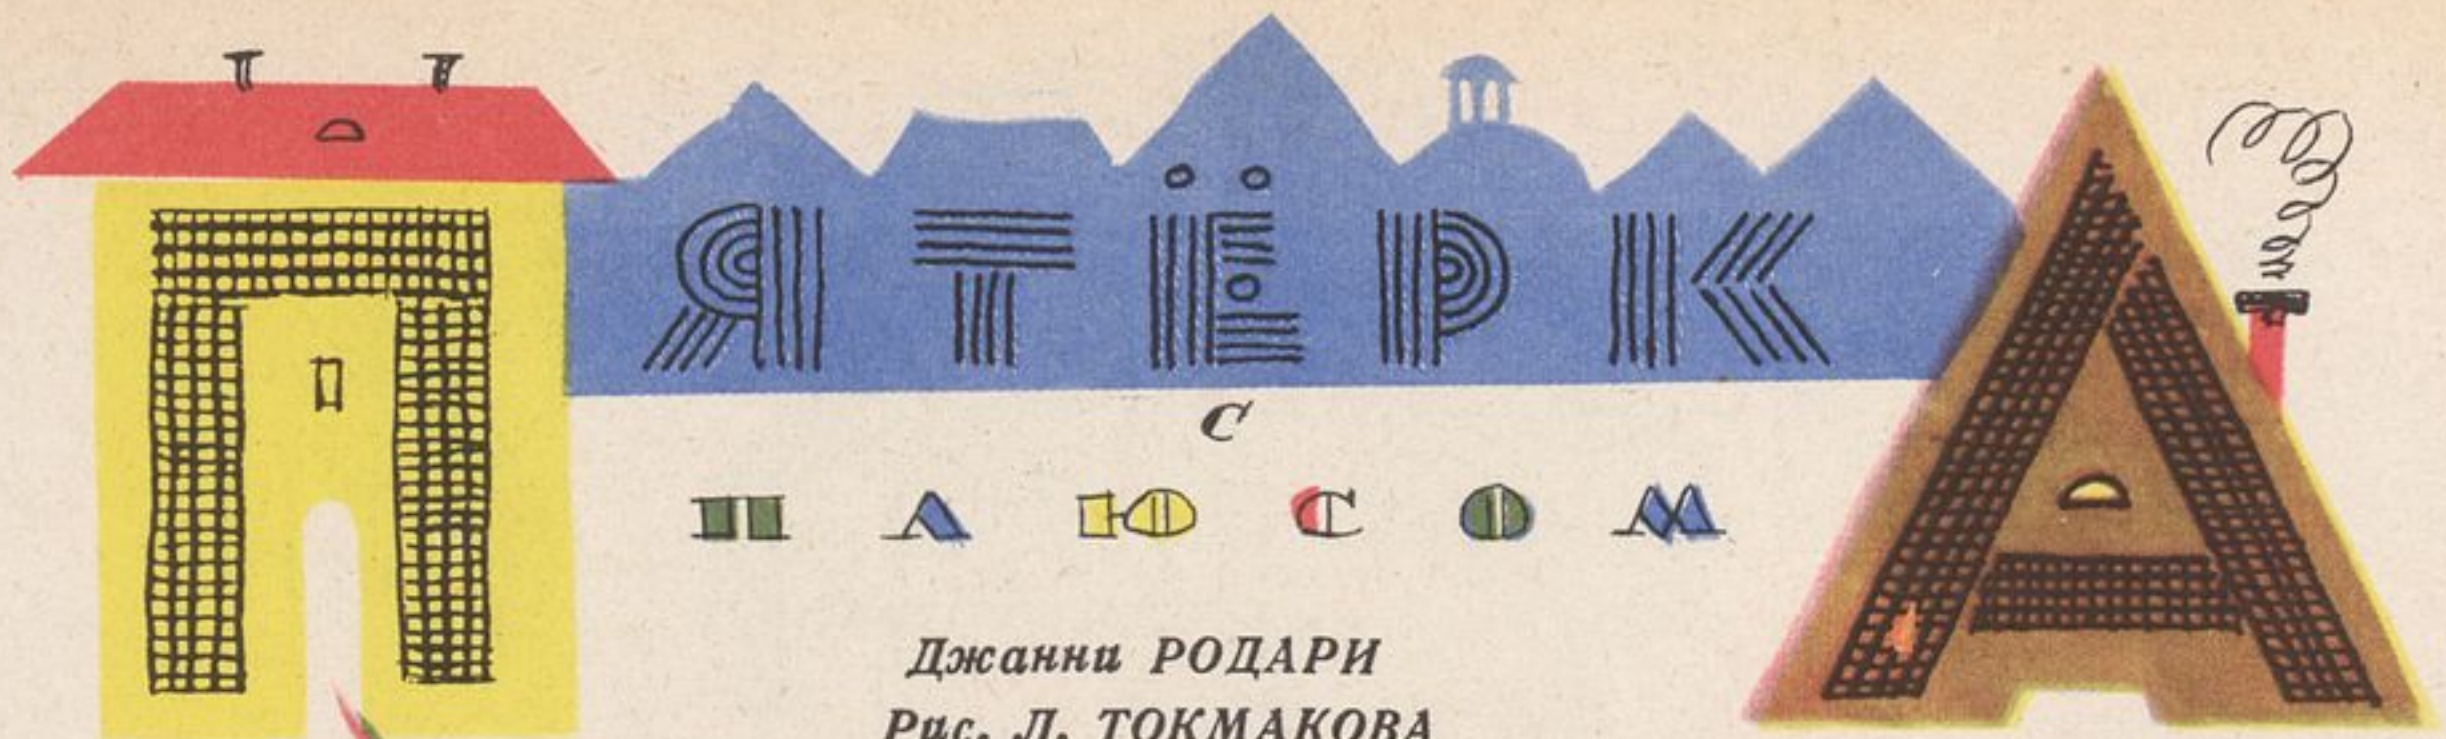 ПЯТЁРКА
с
плюсом
Джанни РОДАРИ
Рис. Л. ТОКМАКОВА